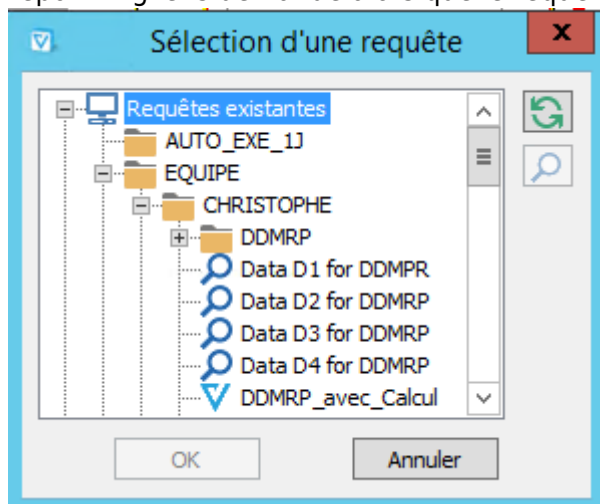 Sélection d'une requête
x
Requêtes existantes
AUTO_EXE_1J
EQUIPE
CHRISTOPHE
DDMRP
Data D1 for DDMPR
Data D2 for DDMRP
Data D3 for DDMRP
Data D4 for DDMRP
DDMRP_avec_Calcul
OK Annuler